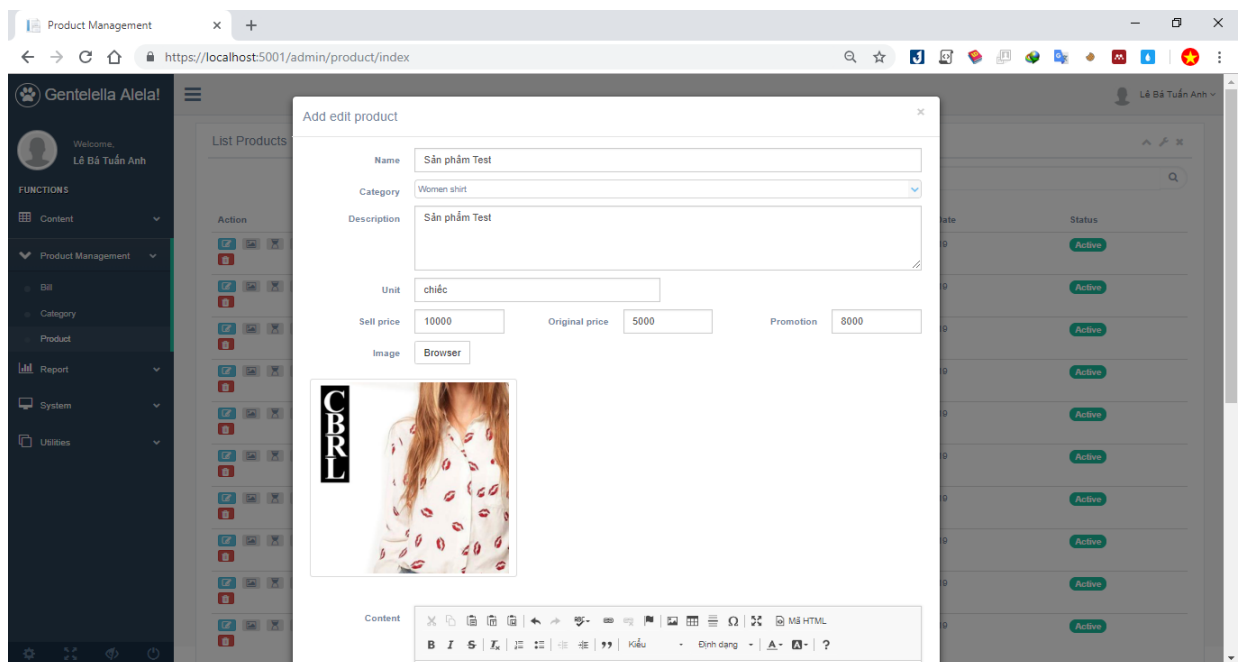 Product Management
https://localhost:5001/admin/product/index
Gentelella Alela!
Lê Bá Tuấn Anh
Welcome,
Lê Bá Tuấn Anh
FUNCTIONS
Content
Product Management
Bill
Category
Product
Report
System
Utilities
List Products
Action
Status
Active
Active
Active
Active
Active
Active
Active
Active
Active
Active
Add edit product
Name Sản phẩm Test
Category Women shirt
Description Sản phẩm Test
Unit chiếc
Sell price 10000 Original price 5000 Promotion 8000
Image Browser
CBRL
Content
Mã HTML
B I S Ix Kiểu Định dạng A A ?